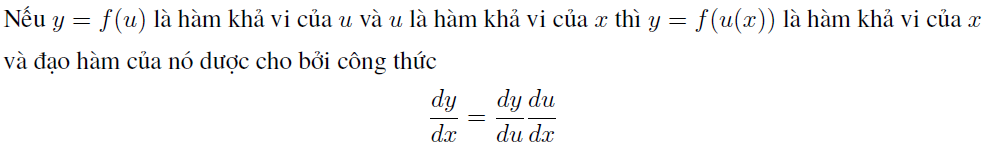 Nếu y = f(u) là hàm khả vi của u và u là hàm khả vi của x thì y = f(u(x)) là hàm khả vi của x
và đạo hàm của nó dược cho bởi công thức
dy/dx = dy/du du/dx